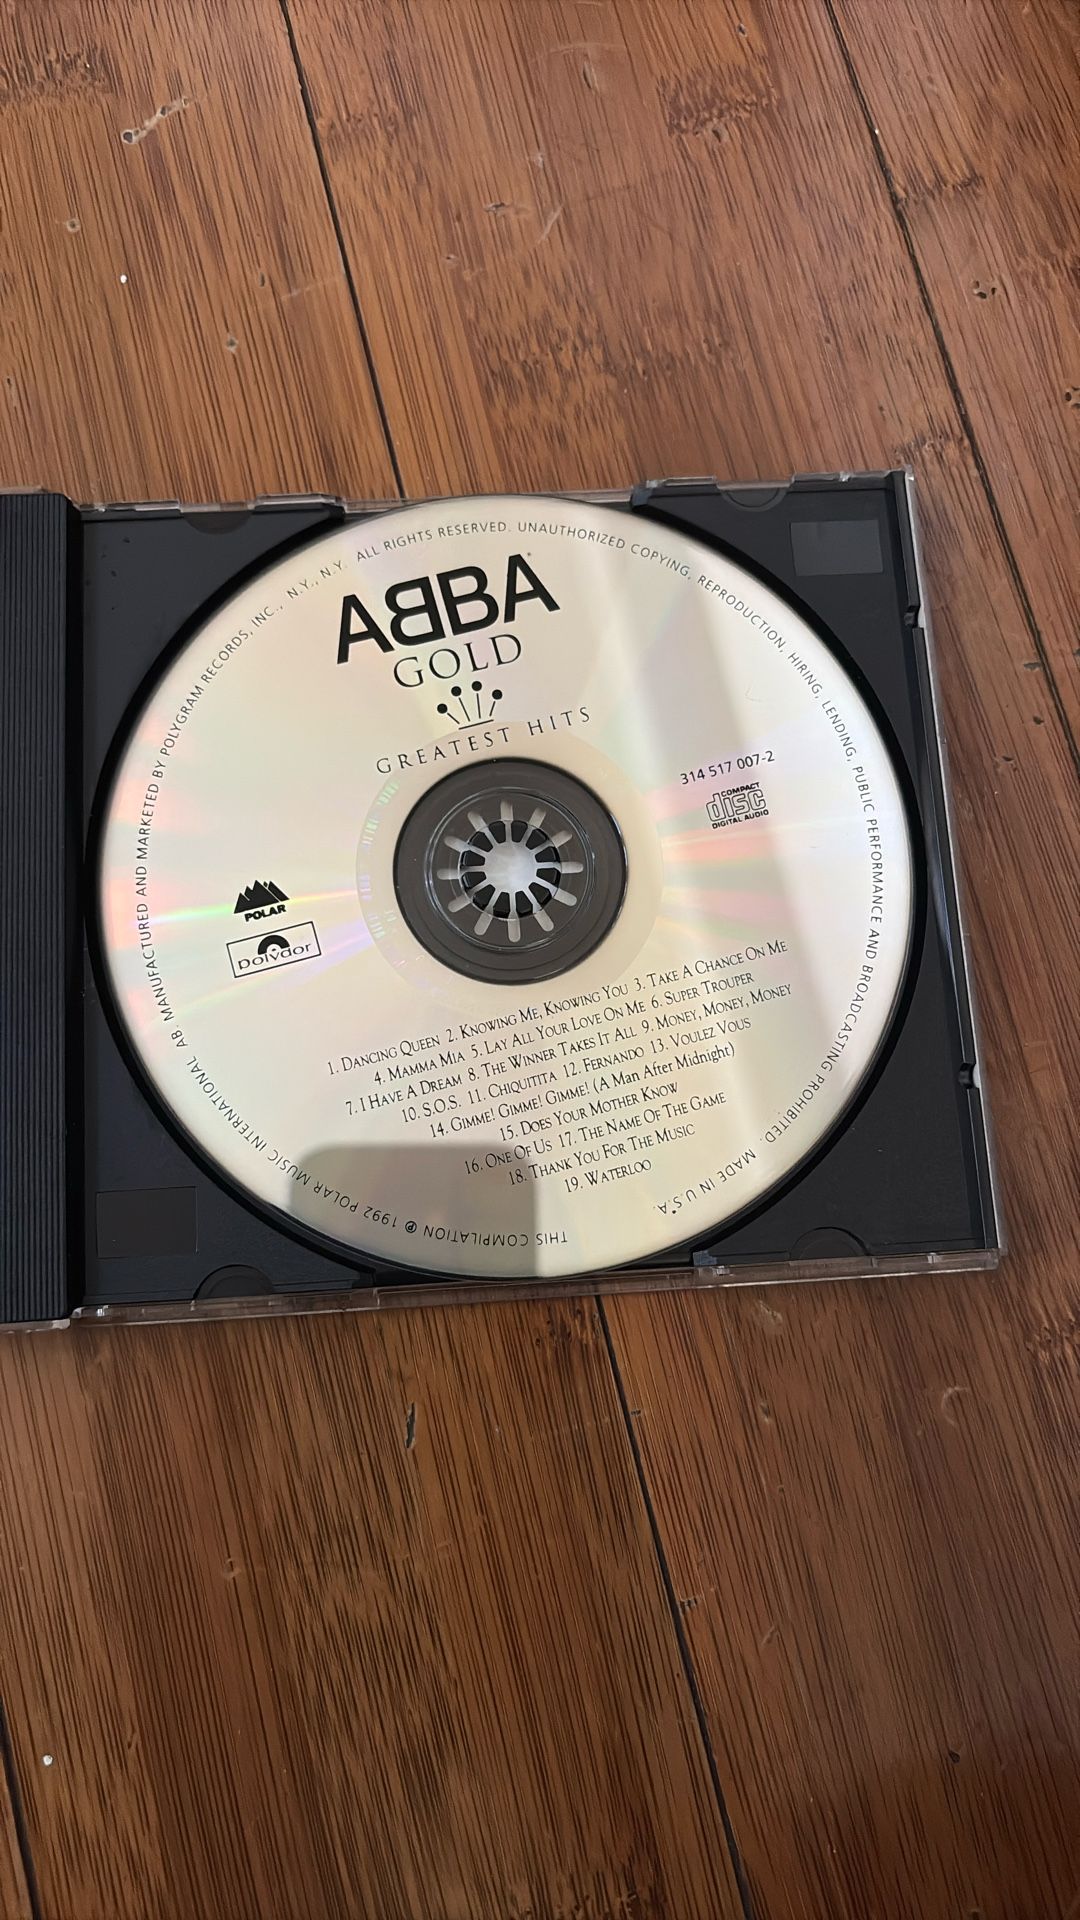 ABBA
GOLD
GREATEST HITS
314 517 007-2
COMPACT
disc
DIGITAL AUDIO
POLAR
polydor
1. DANCING QUEEN 2. KNOWING ME, KNOWING YOU 3. TAKE A CHANCE ON ME
4. MAMMA MIA 5. LAY ALL YOUR LOVE ON ME 6. SUPER TROUPER
7. I HAVE A DREAM 8. THE WINNER TAKES IT ALL 9. MONEY, MONEY, MONEY
10. S.O.S. 11. CHIQUITITA 12. FERNANDO 13. VOULEZ VOUS
14. GIMME! GIMME! GIMME! (A Man After Midnight)
15. DOES YOUR MOTHER KNOW
16. ONE OF US 17. THE NAME OF THE GAME
18. THANK YOU FOR THE MUSIC
19. WATERLOO
THIS COMPILATION ℗ 1992 POLAR MUSIC INTERNATIONAL AB. MANUFACTURED AND MARKETED BY POLYGRAM RECORDS, INC., N.Y., N.Y. ALL RIGHTS RESERVED. UNAUTHORIZED COPYING, REPRODUCTION, HIRING, LENDING, PUBLIC PERFORMANCE AND BROADCASTING PROHIBITED. MADE IN U.S.A.